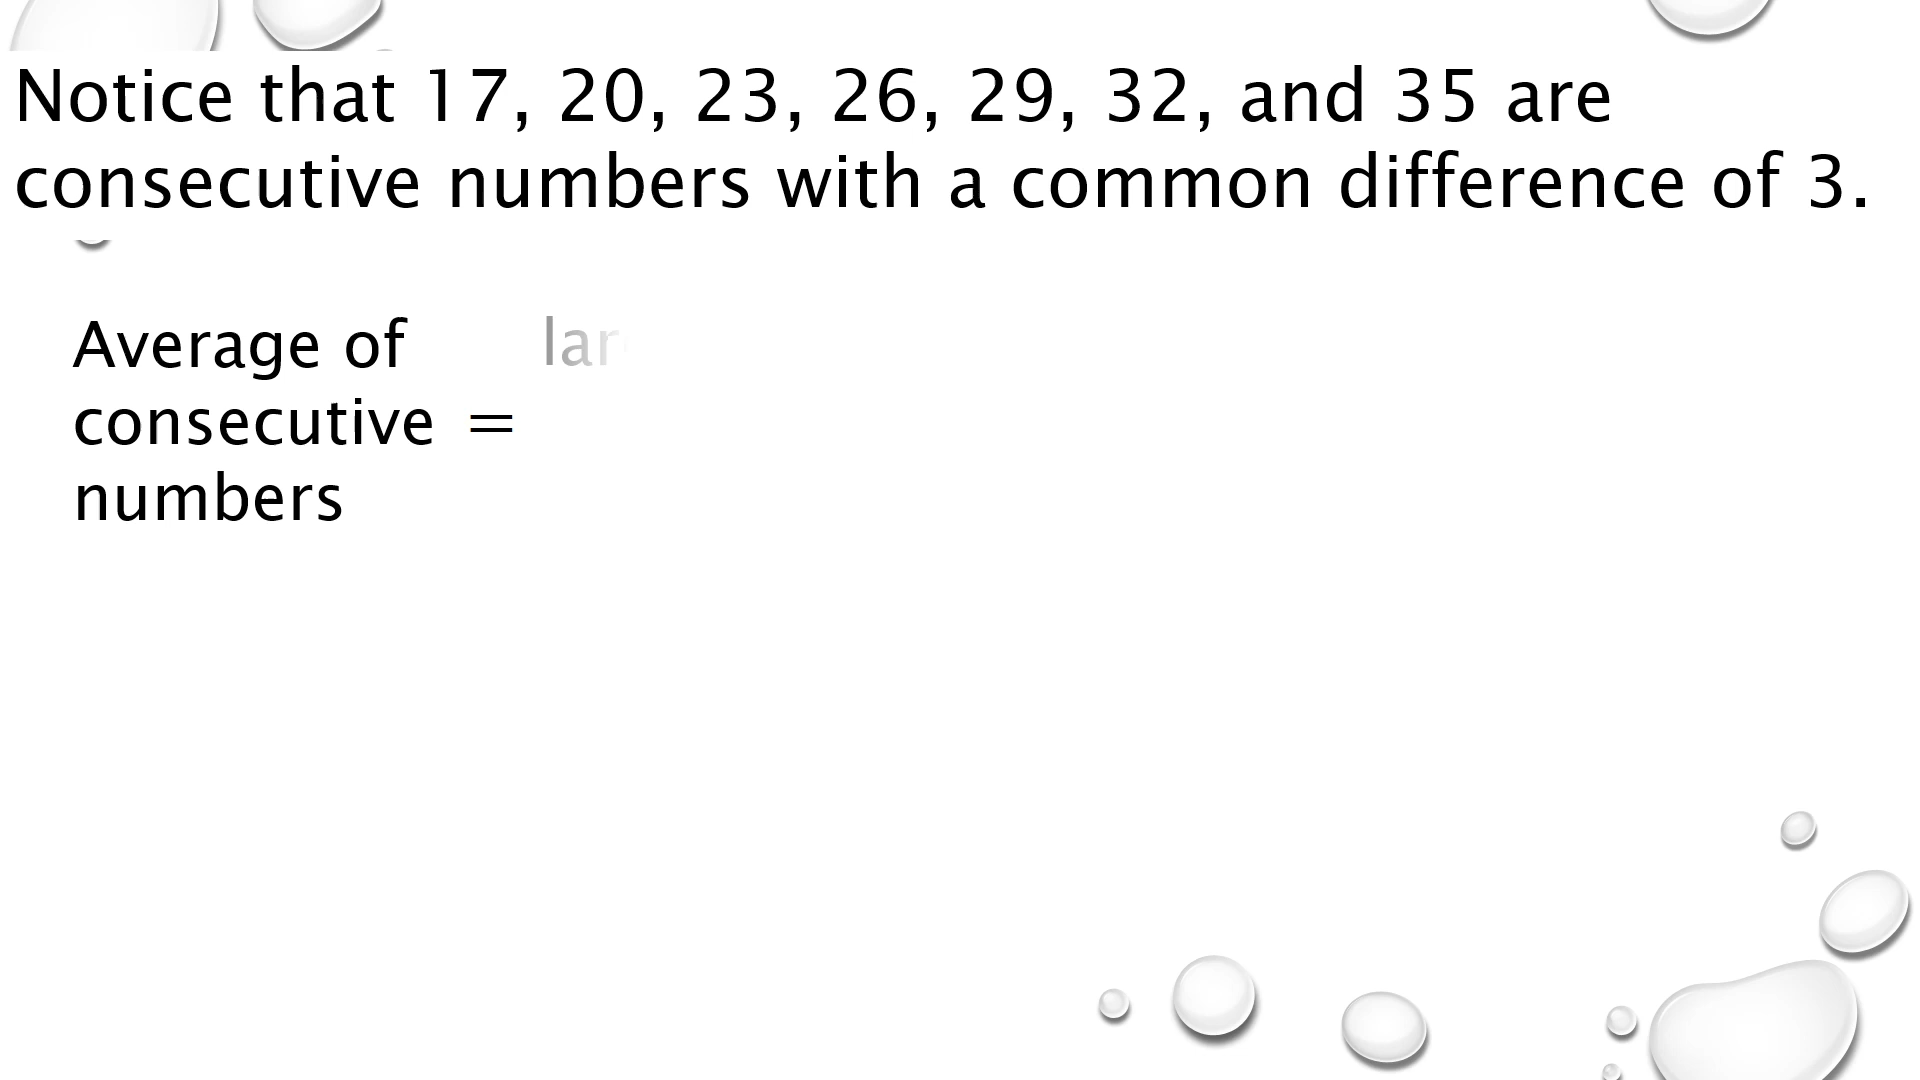 Notice that 17, 20, 23, 26, 29, 32, and 35 are
consecutive numbers with a common difference of 3.
Average of
consecutive =
numbers